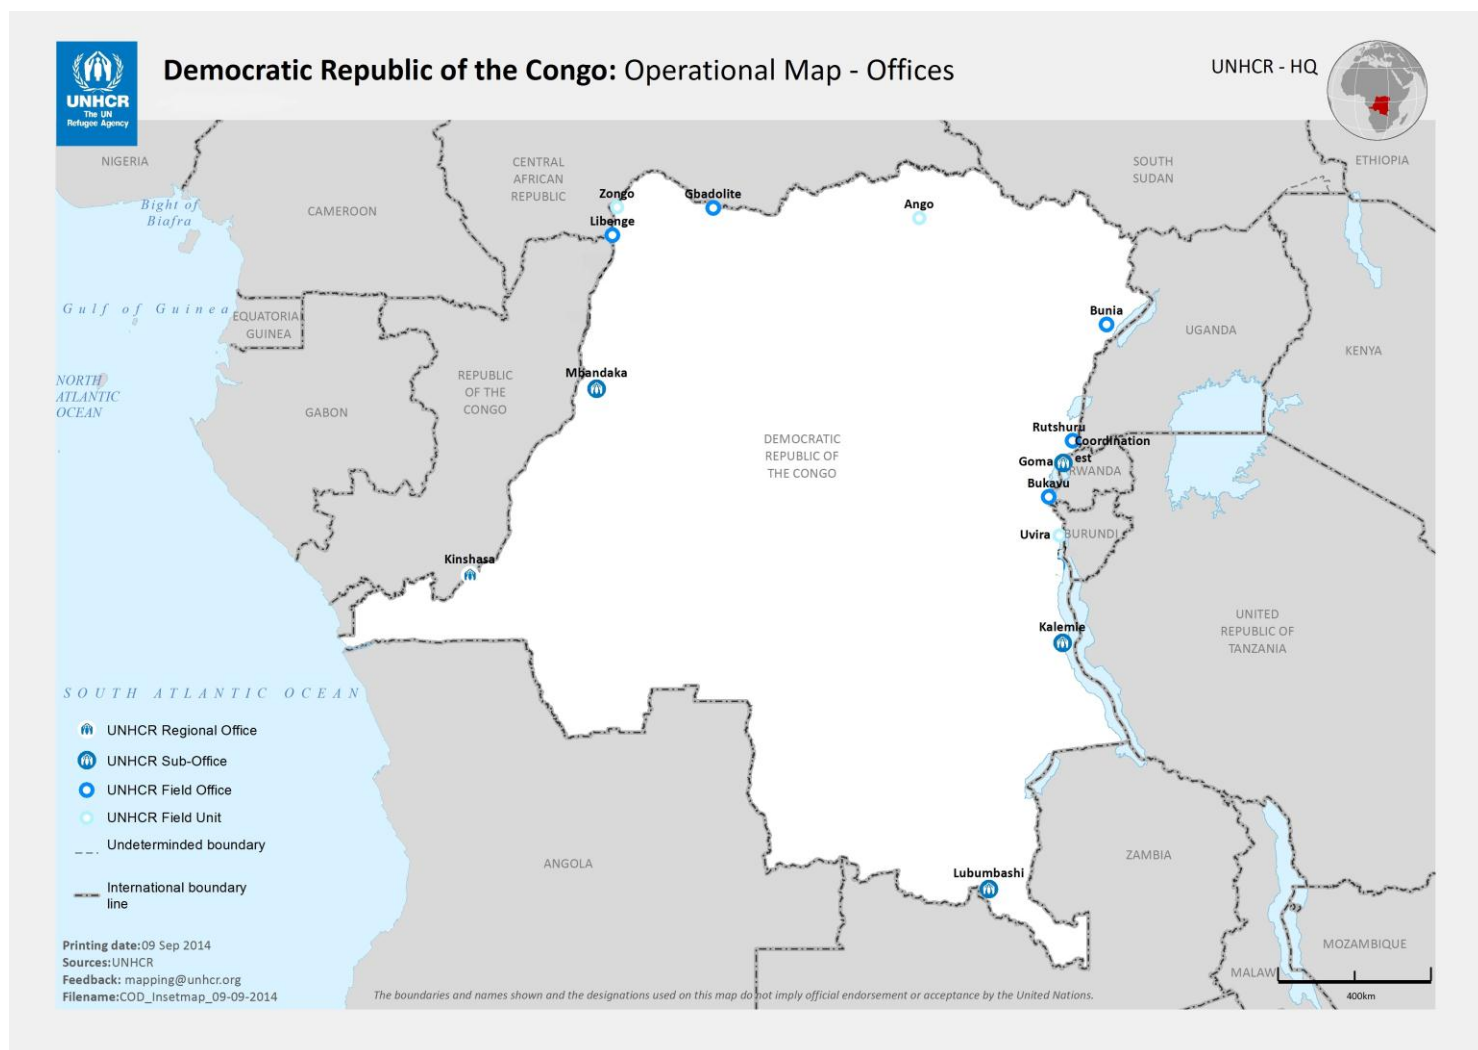 UNHCR
The UN
Refugee Agency
Democratic Republic of the Congo: Operational Map - Offices
UNHCR - HQ
NIGERIA
CENTRAL
AFRICAN
REPUBLIC
SOUTH
SUDAN
ETHIOPIA
Bight of
Biafra
CAMEROON
Zongo
Gbadolite
Ango
Libenge
Gulf of Guinea
EQUATORIAL
GUINEA
Bunia
UGANDA
KENYA
NORTH
ATLANTIC
OCEAN
GABON
REPUBLIC
OF THE
CONGO
Mbandaka
DEMOCRATIC
REPUBLIC OF
THE CONGO
Rutshuru
Coordination
est
Goma
RWANDA
Bukavu
Uvira
BURUNDI
Kinshasa
Kalemie
UNITED
REPUBLIC OF
TANZANIA
SOUTH ATLANTIC OCEAN
UNHCR Regional Office
UNHCR Sub-Office
UNHCR Field Office
UNHCR Field Unit
Undeterminded boundary
International boundary
line
ANGOLA
Lubumbashi
ZAMBIA
MALAWI
MOZAMBIQUE
Printing date:09 Sep 2014
Sources:UNHCR
Feedback: mapping@unhcr.org
Filename:COD_Insetmap_09-09-2014
The boundaries and names shown and the designations used on this map do not imply official endorsement or acceptance by the United Nations.
400km